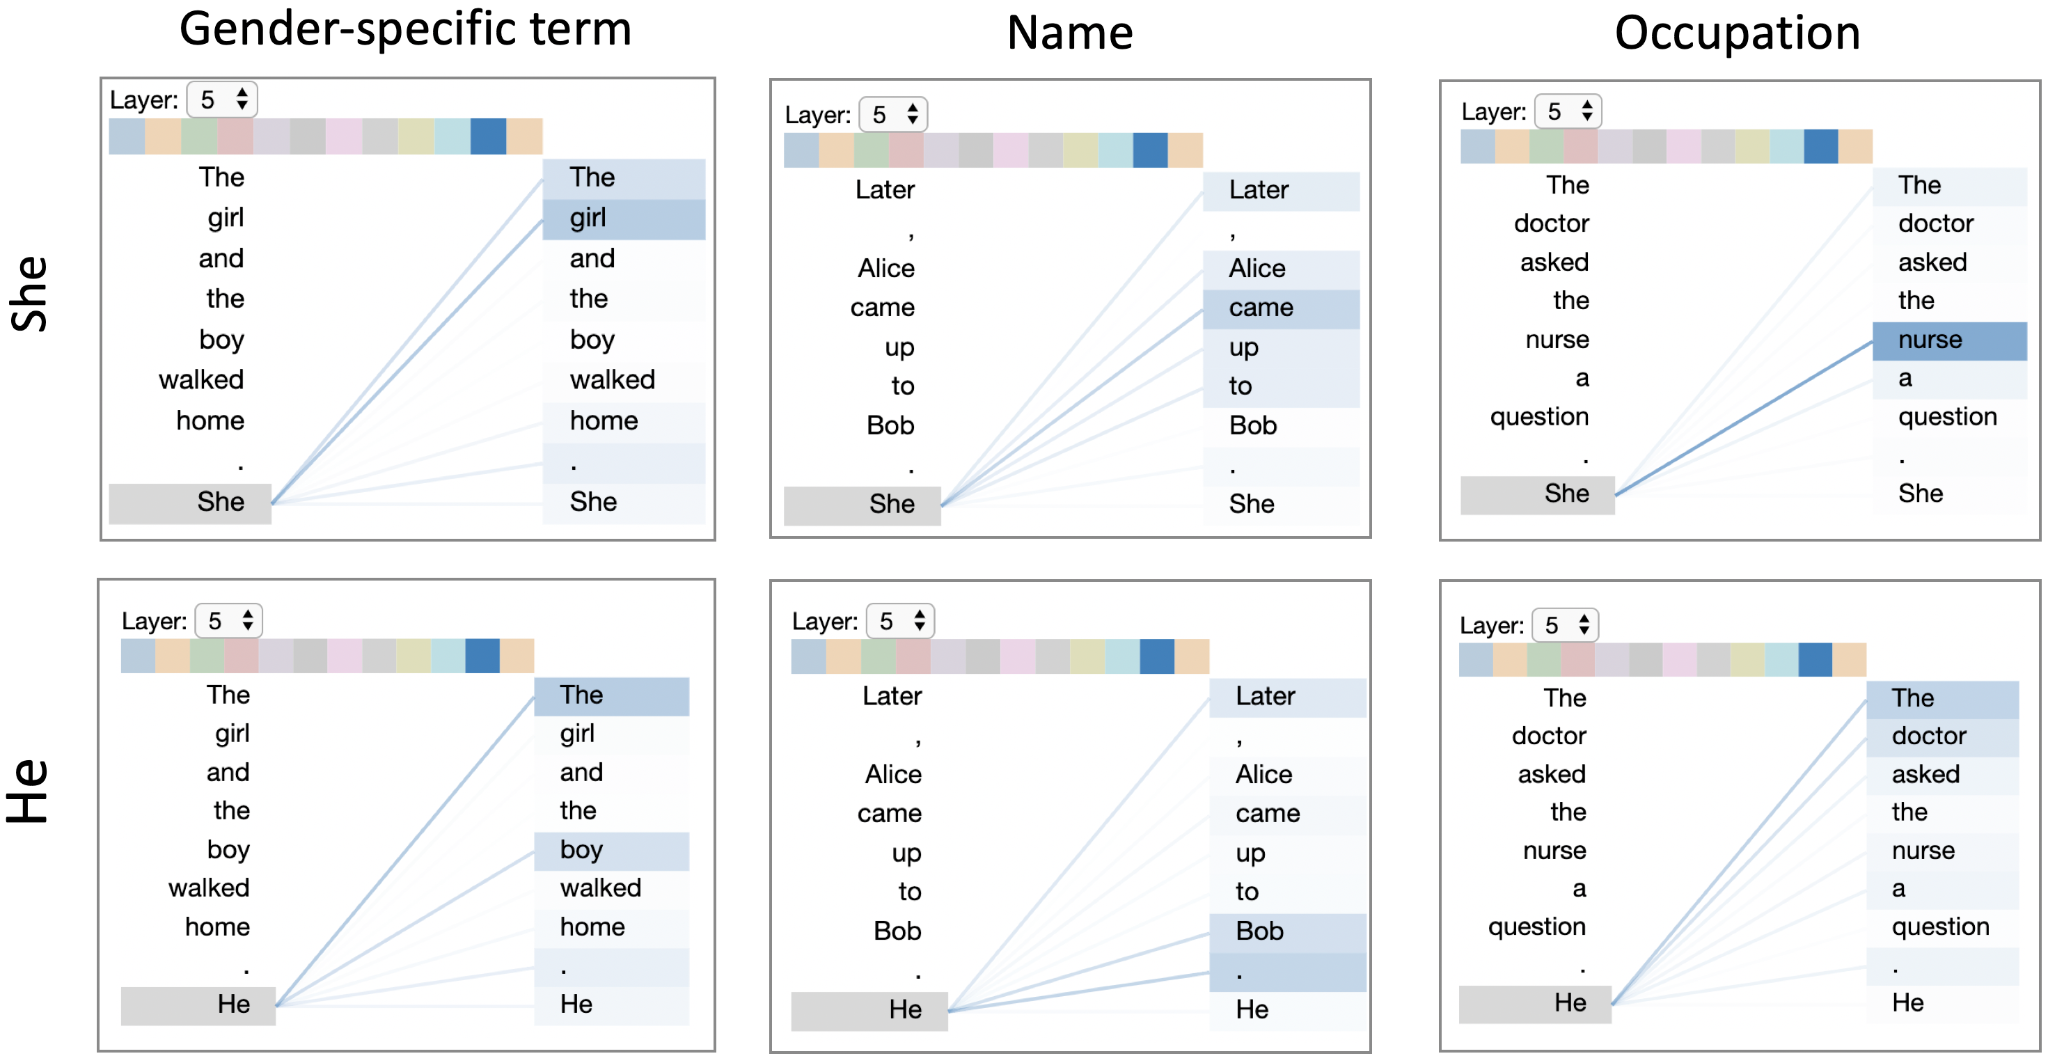 Gender-specific term
Name
Occupation
She
Layer: 5
The The
girl girl
and and
the the
boy boy
walked walked
home home
. .
She She
Layer: 5
Later Later
, ,
Alice Alice
came came
up up
to to
Bob Bob
. .
She She
Layer: 5
The The
doctor doctor
asked asked
the the
nurse nurse
a a
question question
. .
She She
He
Layer: 5
The The
girl girl
and and
the the
boy boy
walked walked
home home
. .
He He
Layer: 5
Later Later
, ,
Alice Alice
came came
up up
to to
Bob Bob
. .
He He
Layer: 5
The The
doctor doctor
asked asked
the the
nurse nurse
a a
question question
. .
He He